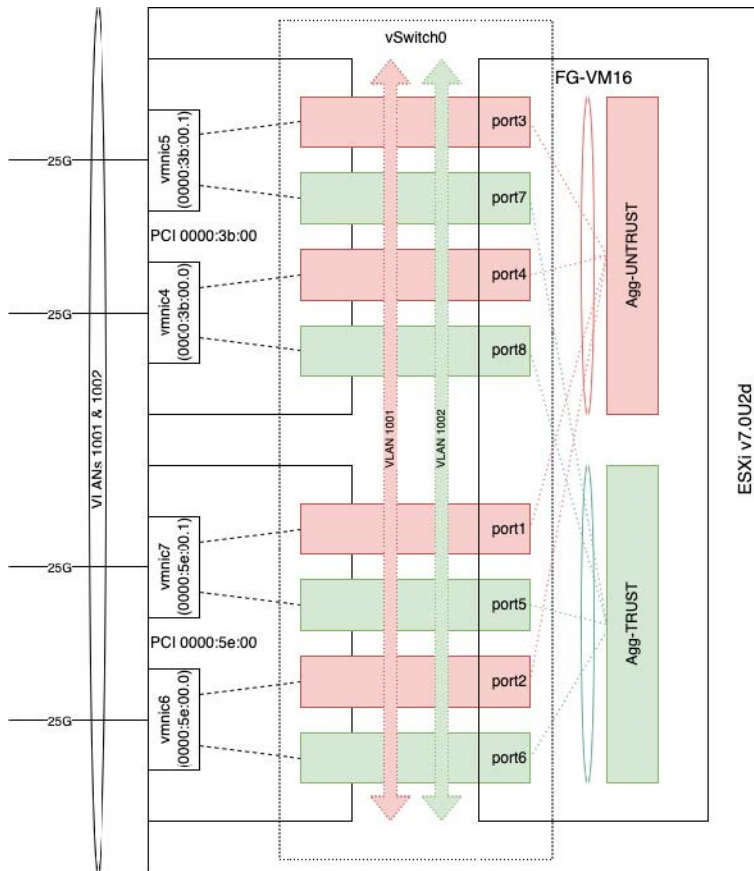 vSwitch0
FG-VM16
vmnic5
(0000:3b:00.1)
25G
port3
port7
PCI 0000:3b:00
vmnic4
(0000:3b:00.0)
25G
port4
port8
Agg-UNTRUST
VLANs 1001 & 1002
VLAN 1001
VLAN 1002
ESXi v7.0U2d
vmnic7
(0000:5e:00.1)
25G
port1
port5
PCI 0000:5e:00
vmnic6
(0000:5e:00.0)
25G
port2
port6
Agg-TRUST